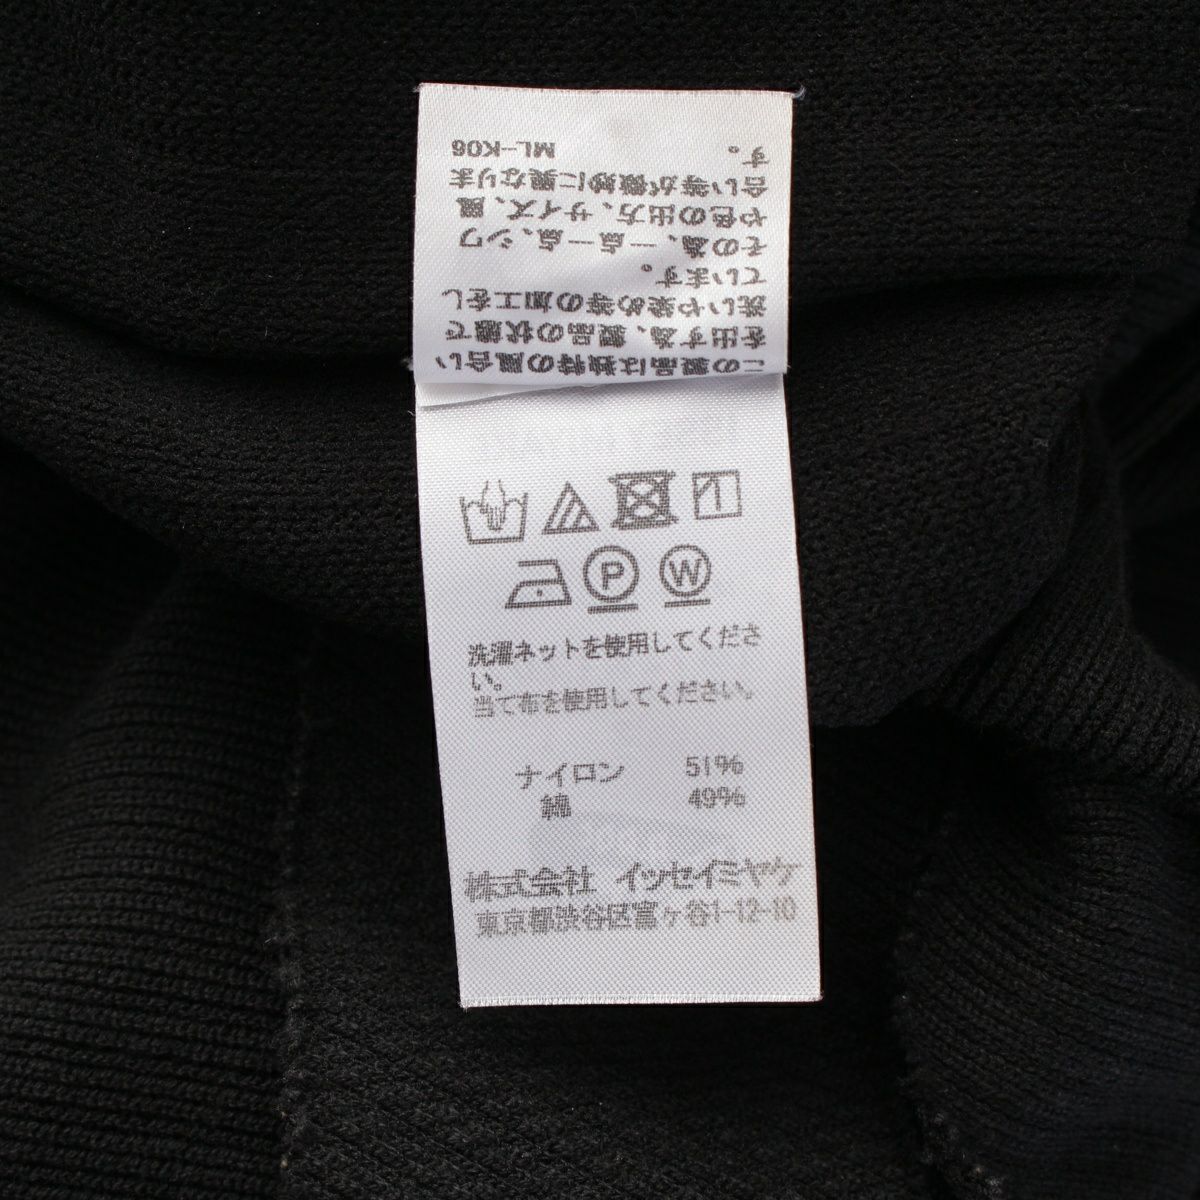 この製品は独特の風合い
を出す為、製品の状態で
洗いや染め等の加工をし
ています。
その為、一点一点、シワ
や色の出方、サイズ、風
合い等が微妙に異なりま
す。 ML-K06
P W
洗濯ネットを使用してくださ
い。
当て布を使用してください。
ナイロン 51%
綿 49%
株式会社 イッセイミヤケ
東京都渋谷区富ヶ谷1-12-10